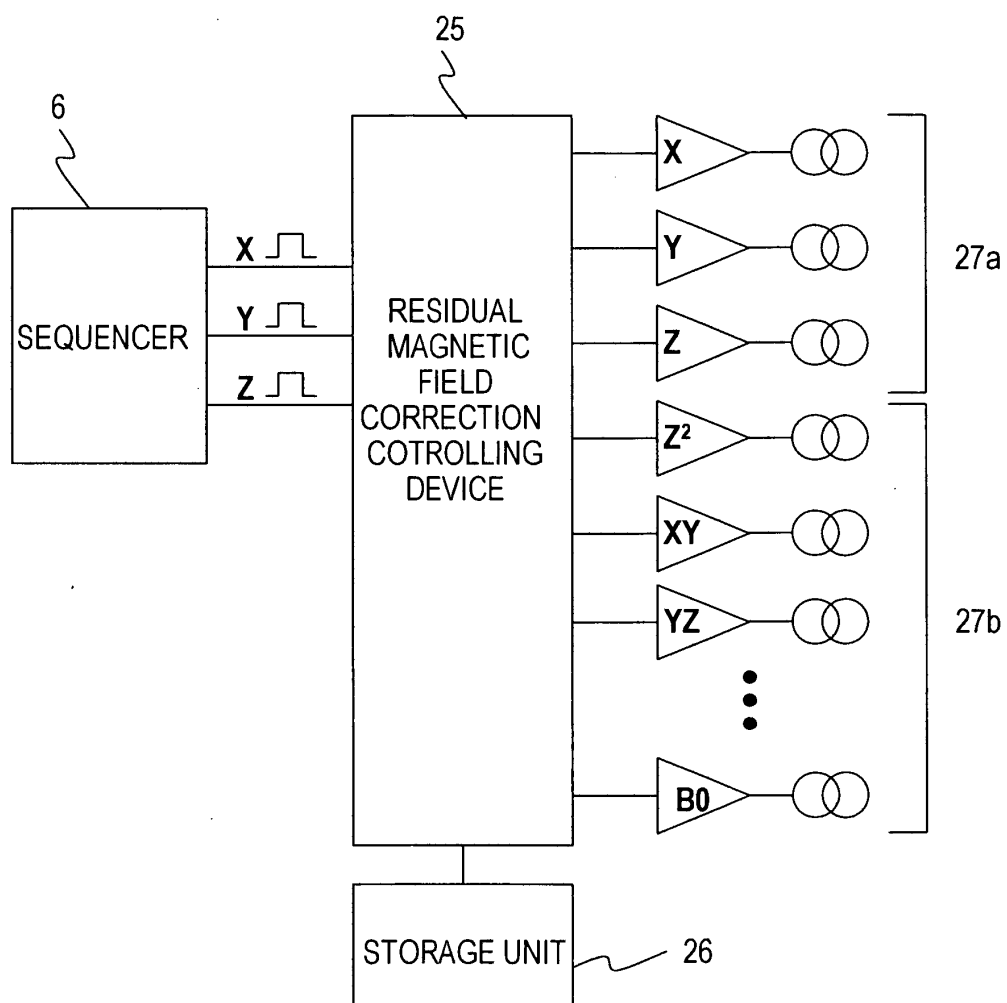 25
6
X
X
Y
27a
Y
SEQUENCER
Z
Z
RESIDUAL
MAGNETIC
FIELD
CORRECTION
COTROLLING
DEVICE
Z²
XY
YZ
27b
B0
STORAGE UNIT
26